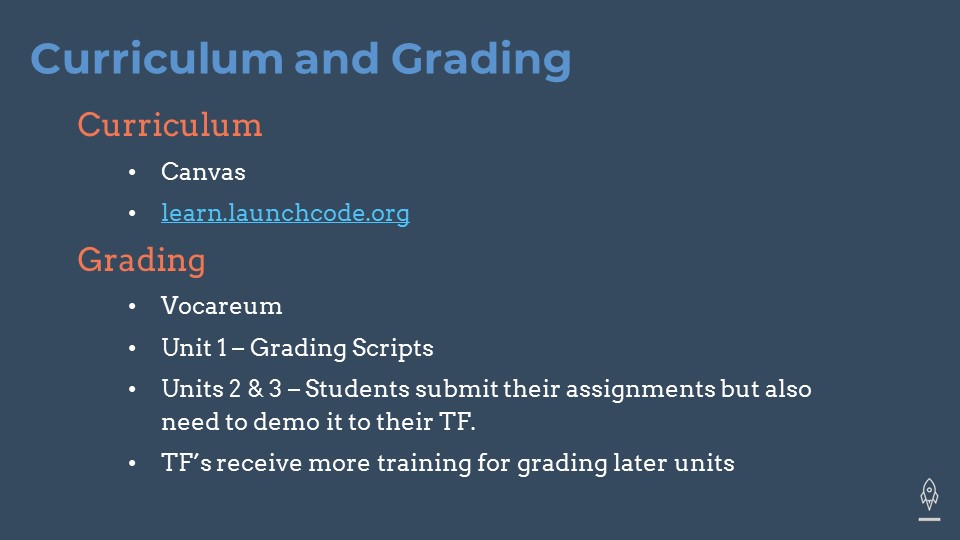 Curriculum and Grading
Curriculum
• Canvas
• learn.launchcode.org
Grading
• Vocareum
• Unit 1 – Grading Scripts
• Units 2 & 3 – Students submit their assignments but also
need to demo it to their TF.
• TF’s receive more training for grading later units